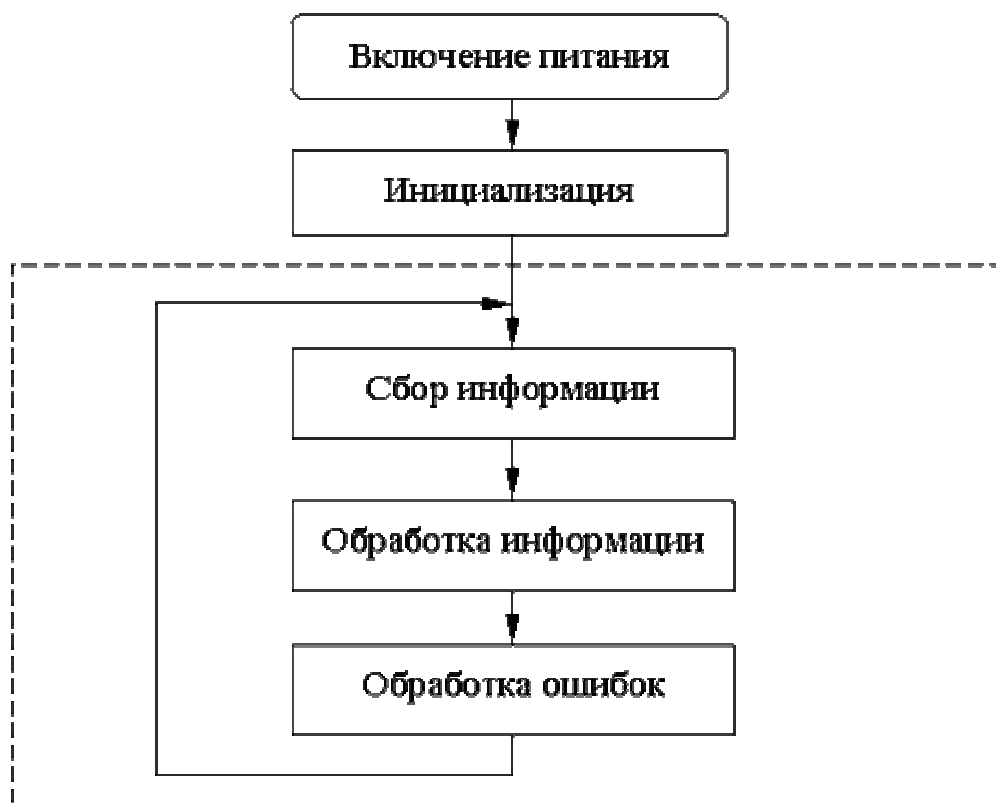 Включение питания
Инициализация
Сбор информации
Обработка информации
Обработка ошибок